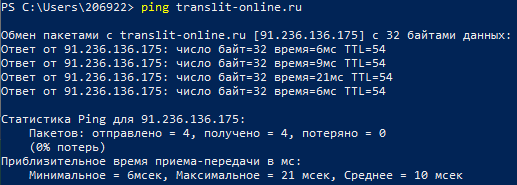 PS C:\Users\206922> ping translit-online.ru
Обмен пакетами с translit-online.ru [91.236.136.175] с 32 байтами данных:
Ответ от 91.236.136.175: число байт=32 время=6мс TTL=54
Ответ от 91.236.136.175: число байт=32 время=9мс TTL=54
Ответ от 91.236.136.175: число байт=32 время=21мс TTL=54
Ответ от 91.236.136.175: число байт=32 время=6мс TTL=54
Статистика Ping для 91.236.136.175:
Пакетов: отправлено = 4, получено = 4, потеряно = 0
(0% потерь)
Приблизительное время приема-передачи в мс:
Минимальное = 6мсек, Максимальное = 21 мсек, Среднее = 10 мсек